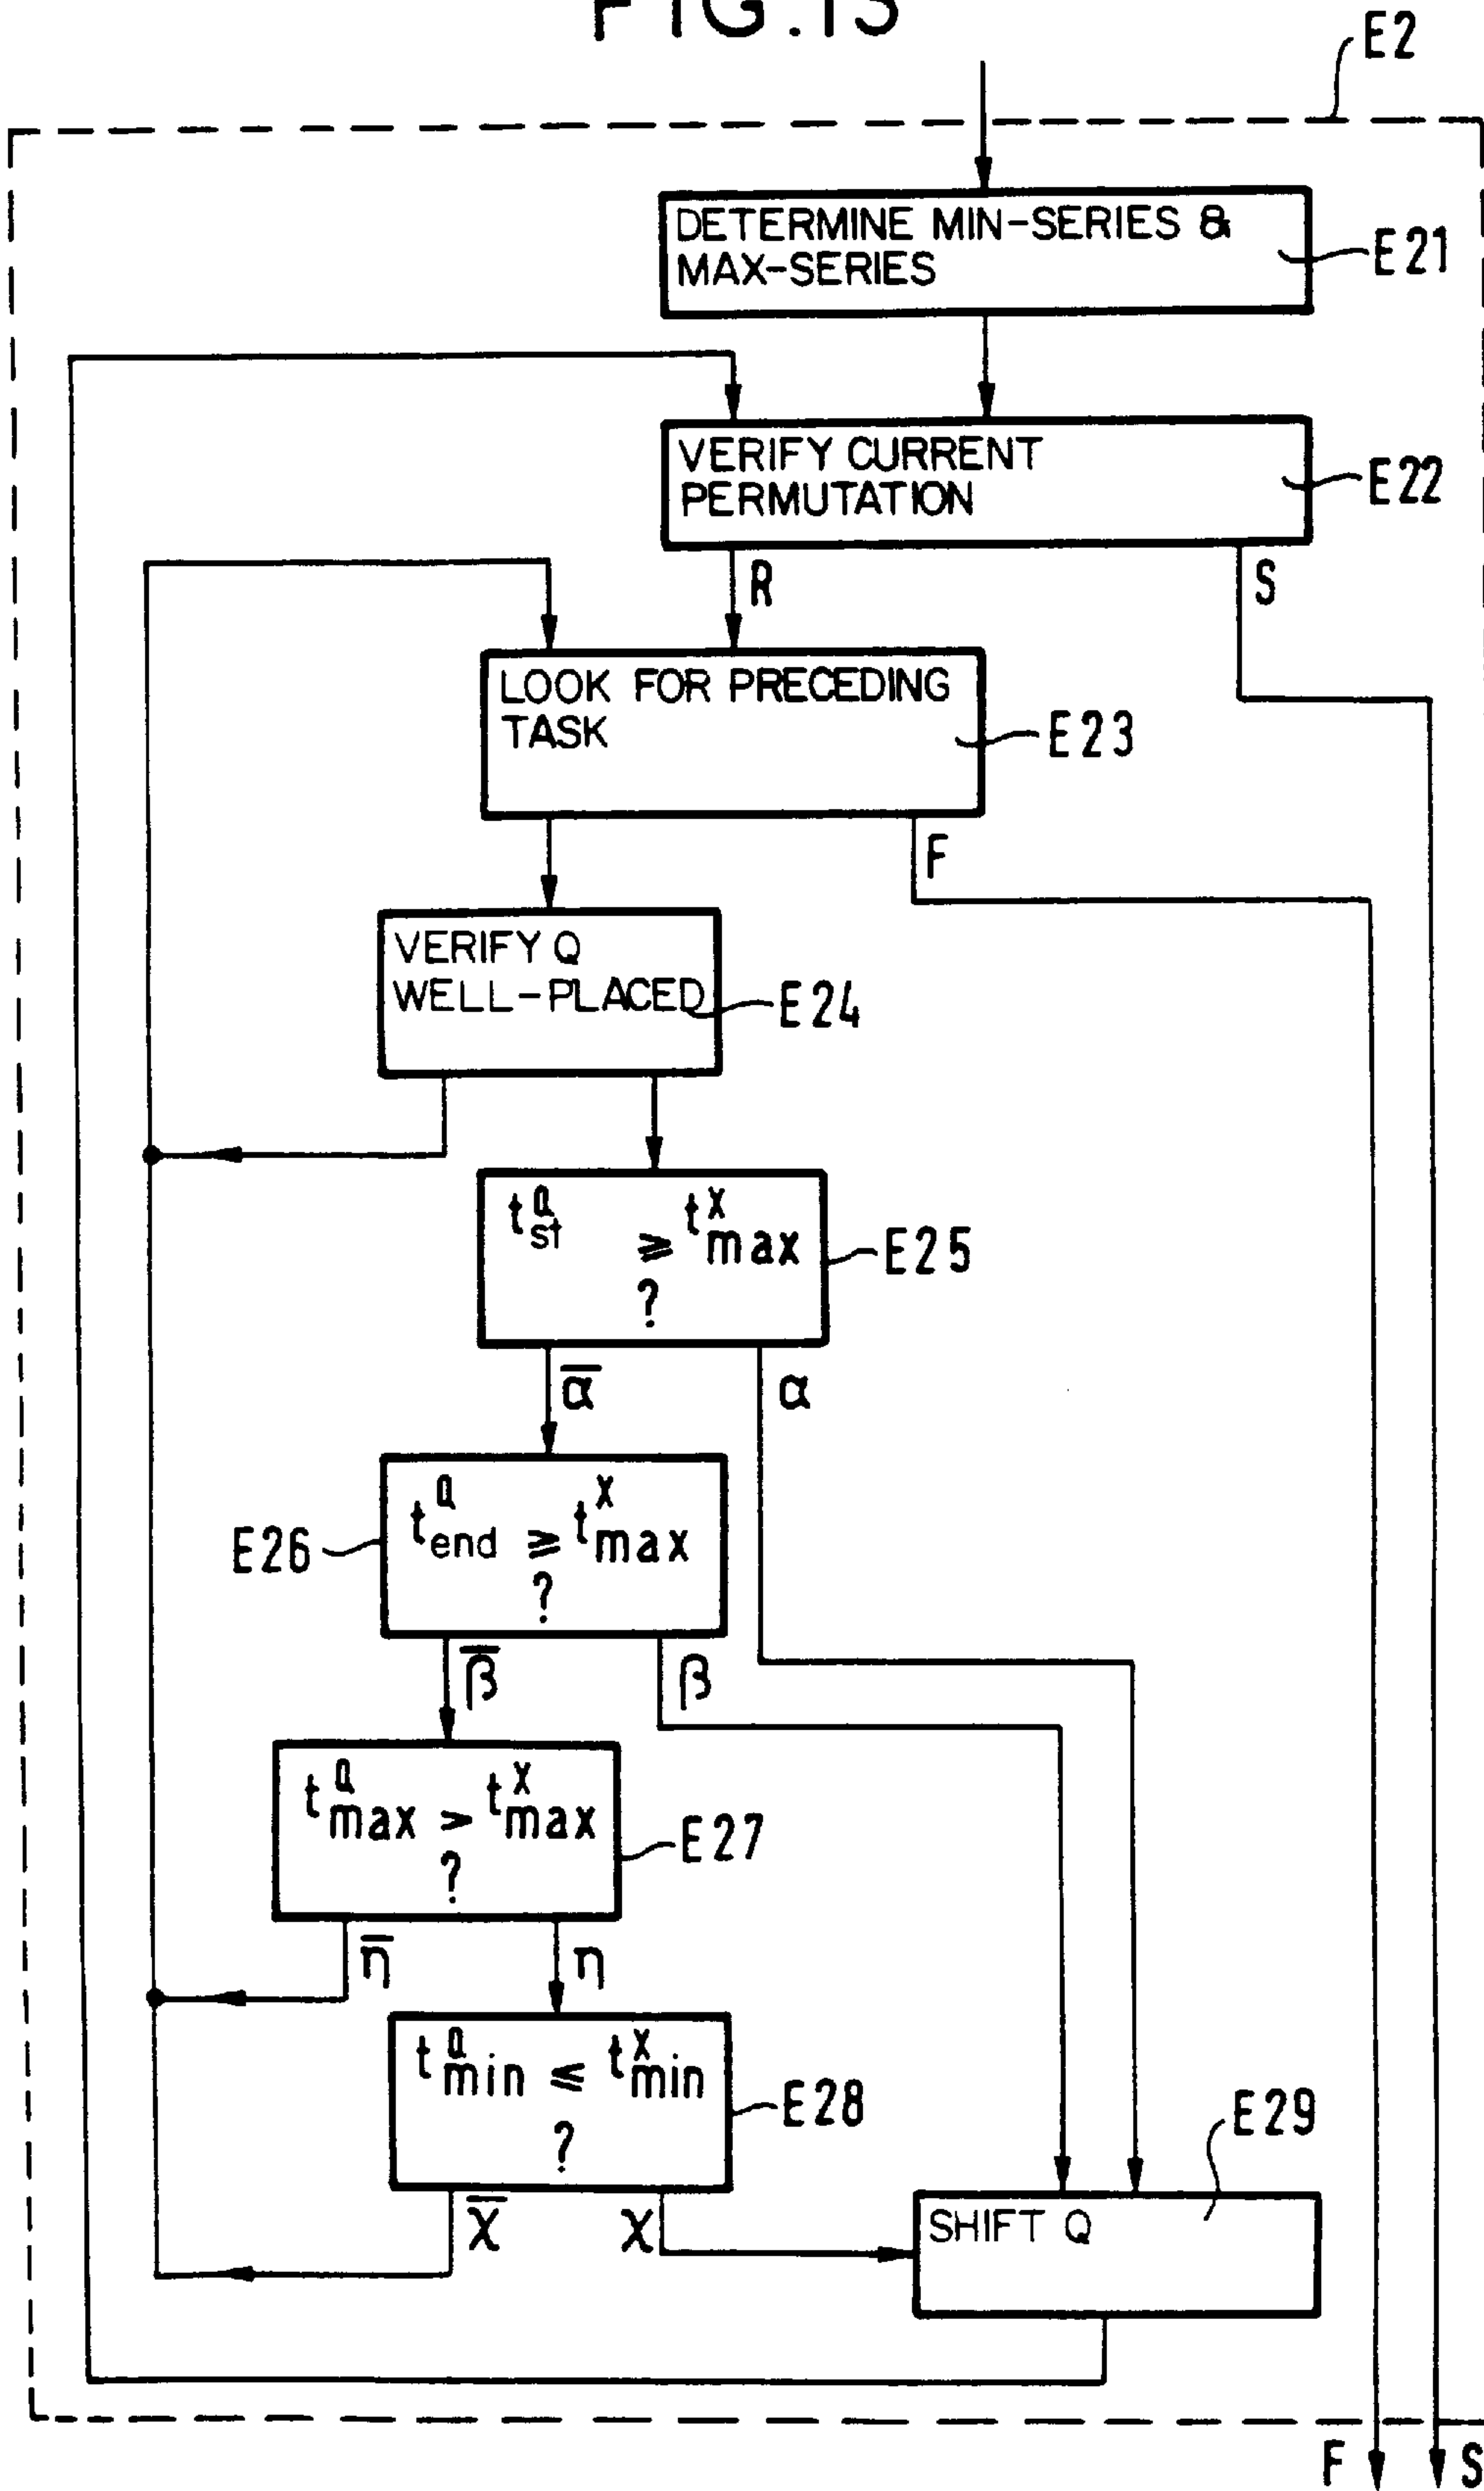 FIG.13
E2
DETERMINE MIN-SERIES &
MAX-SERIES
E21
VERIFY CURRENT
PERMUTATION
E22
R
S
LOOK FOR PRECEDING
TASK
E23
F
VERIFY Q
WELL-PLACED
E24
t^Q_st ≥ t^x_max
?
E25
α̅
α
t^Q_end ≥ t^x_max
?
E26
β̅
β
t^Q_max > t^x_max
?
E27
η̅
η
t^Q_min ≤ t^x_min
?
E28
χ̅
χ
SHIFT Q
E29
F
S